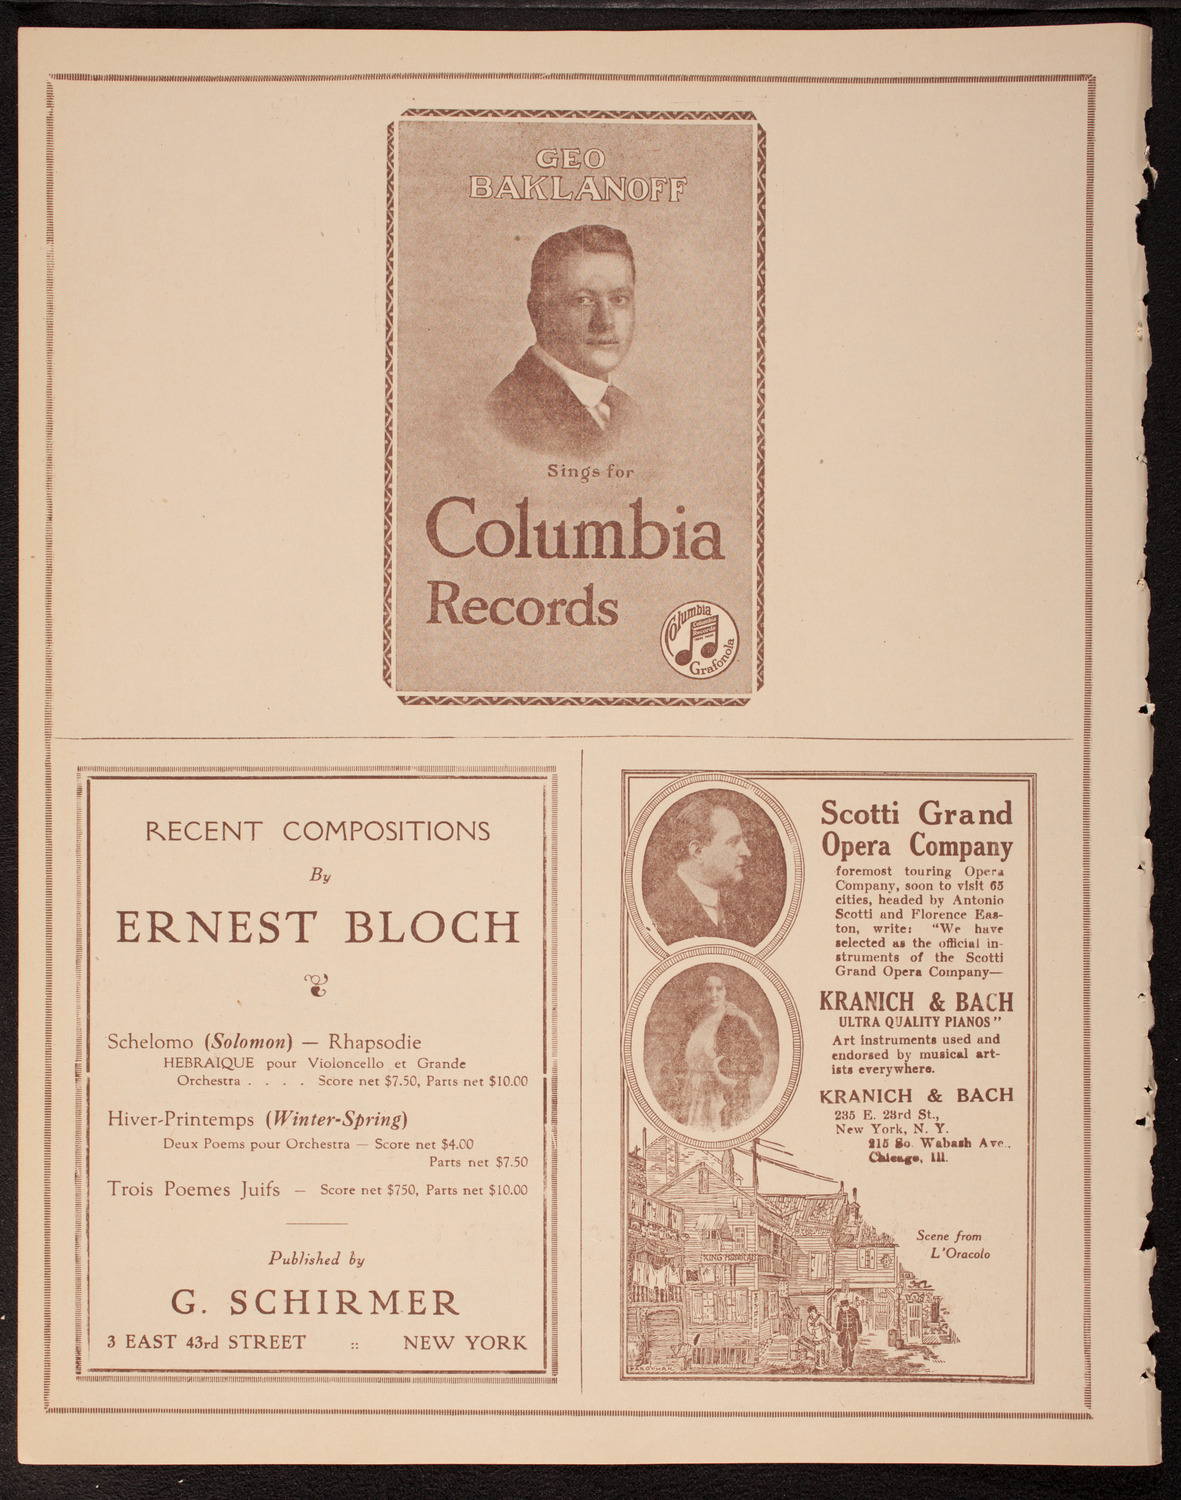 GEO
BAKLANOFF
Sings for
Columbia
Records
Columbia
Columbia
Records
Grafonola
RECENT COMPOSITIONS
By
ERNEST BLOCH
Schelomo (Solomon) — Rhapsodie
HEBRAIQUE pour Violoncello et Grande
Orchestra . . . . Score net $7.50, Parts net $10.00
Hiver-Printemps (Winter-Spring)
Deux Poems pour Orchestra — Score net $4.00
Parts net $7.50
Trois Poemes Juifs — Score net $750, Parts net $10.00
Published by
G. SCHIRMER
3 EAST 43rd STREET :: NEW YORK
Scotti Grand
Opera Company
foremost touring Opera
Company, soon to visit 65
cities, headed by Antonio
Scotti and Florence Eas-
ton, write: "We have
selected as the official in-
struments of the Scotti
Grand Opera Company—
KRANICH & BACH
ULTRA QUALITY PIANOS"
Art instruments used and
endorsed by musical art-
ists everywhere.
KRANICH & BACH
235 E. 23rd St.,
New York, N. Y.
215 So. Wabash Ave.,
Chicago, Ill.
Scene from
L'Oracolo